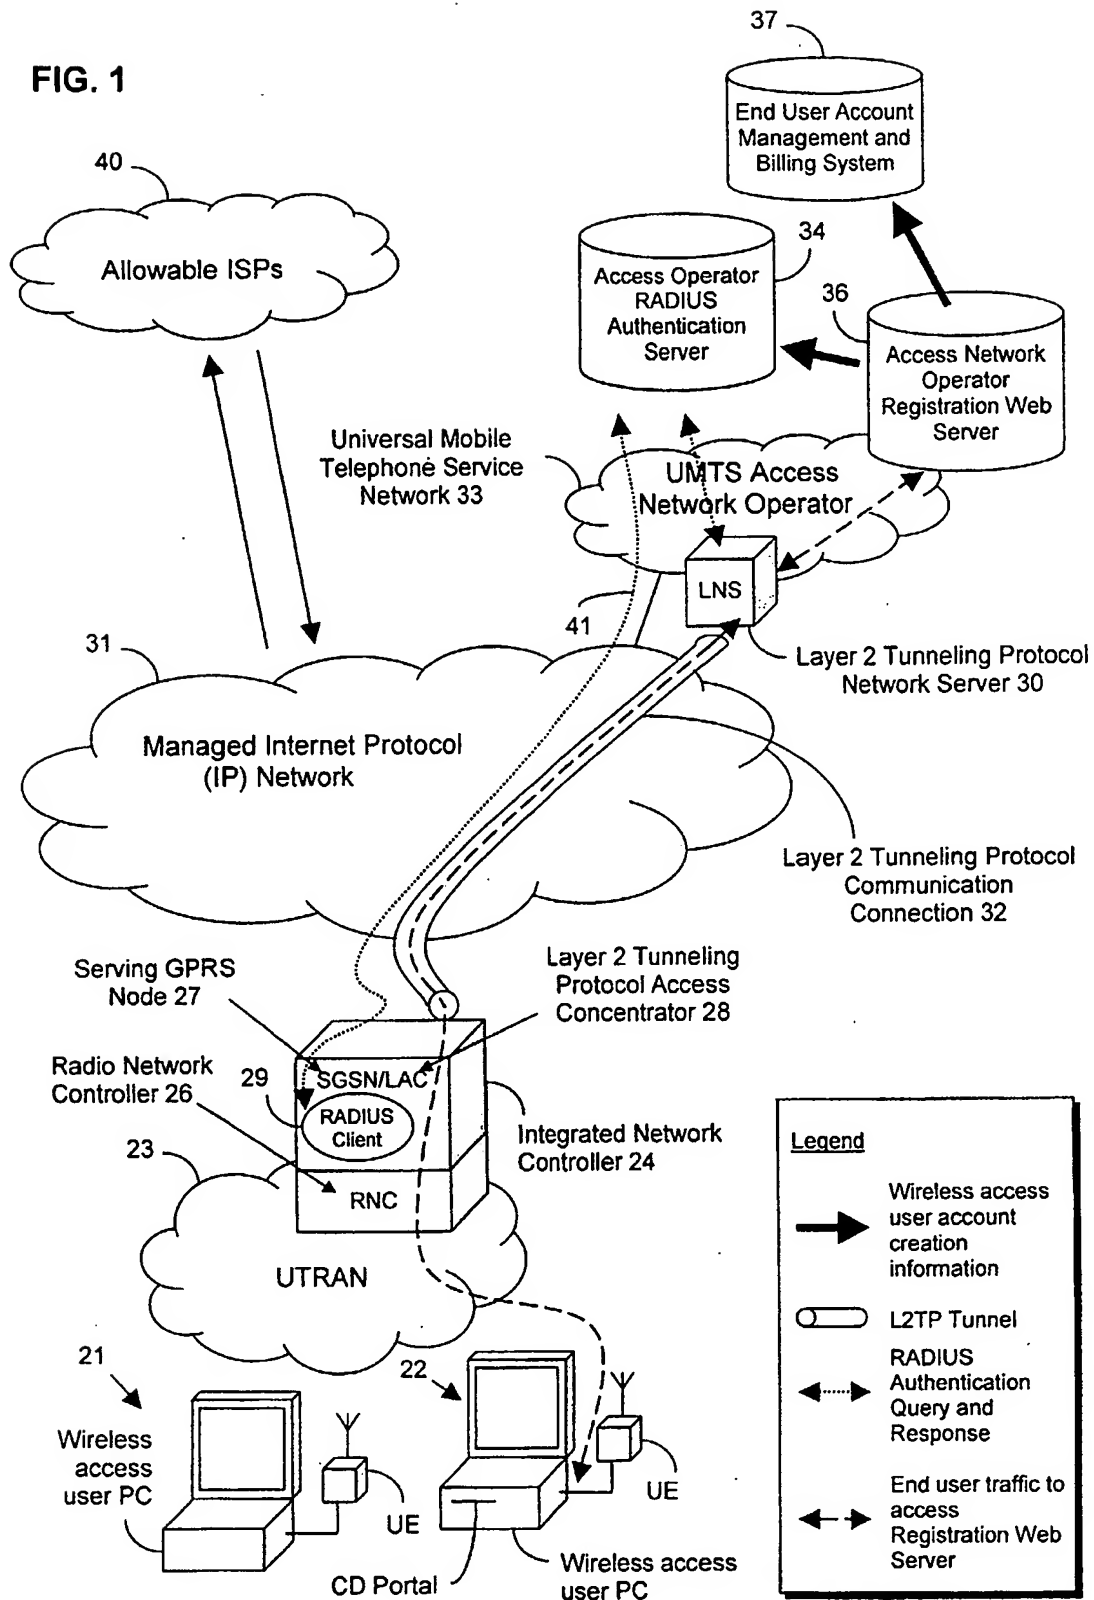 FIG. 1
37
End User Account
Management and
Billing System
40
Allowable ISPs
34
Access Operator
RADIUS
Authentication
Server
36
Access Network
Operator
Registration Web
Server
Universal Mobile
Telephone Service
Network 33
UMTS Access
Network Operator
LNS
41
Layer 2 Tunneling Protocol
Network Server 30
31
Managed Internet Protocol
(IP) Network
Layer 2 Tunneling Protocol
Communication
Connection 32
Serving GPRS
Node 27
Layer 2 Tunneling
Protocol Access
Concentrator 28
Radio Network
Controller 26
29
SGSN/LAC
RADIUS
Client
Integrated Network
Controller 24
23
RNC
UTRAN
21
Wireless
access
user PC
UE
22
UE
CD Portal
Wireless access
user PC
Legend
Wireless access
user account
creation
information
L2TP Tunnel
RADIUS
Authentication
Query and
Response
End user traffic to
access
Registration Web
Server